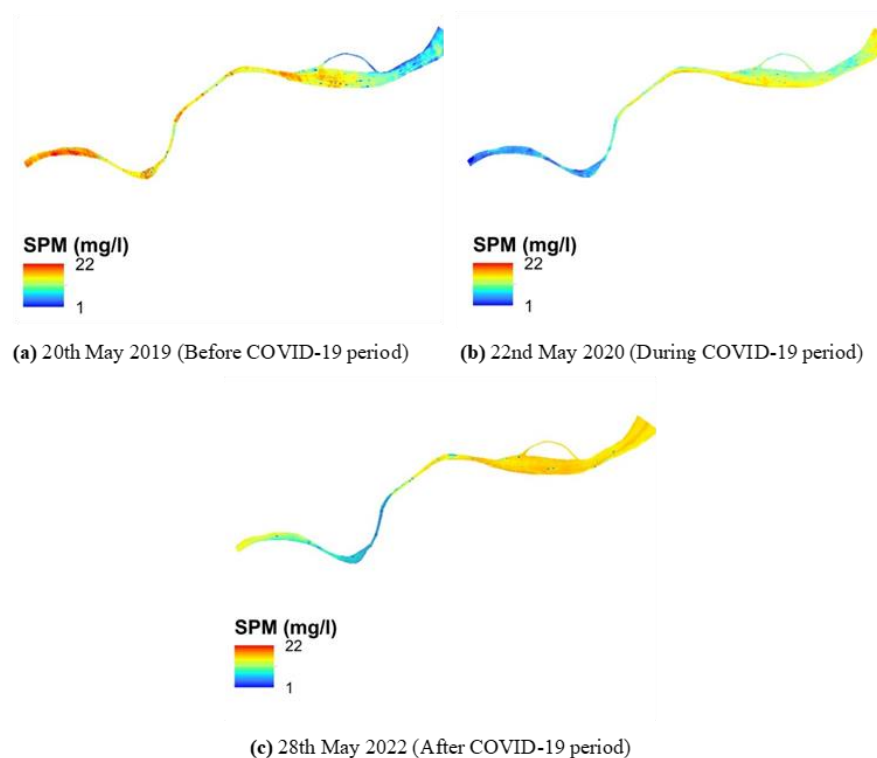 SPM (mg/l)
22
1
(a) 20th May 2019 (Before COVID-19 period)
SPM (mg/l)
22
1
(b) 22nd May 2020 (During COVID-19 period)
SPM (mg/l)
22
1
(c) 28th May 2022 (After COVID-19 period)